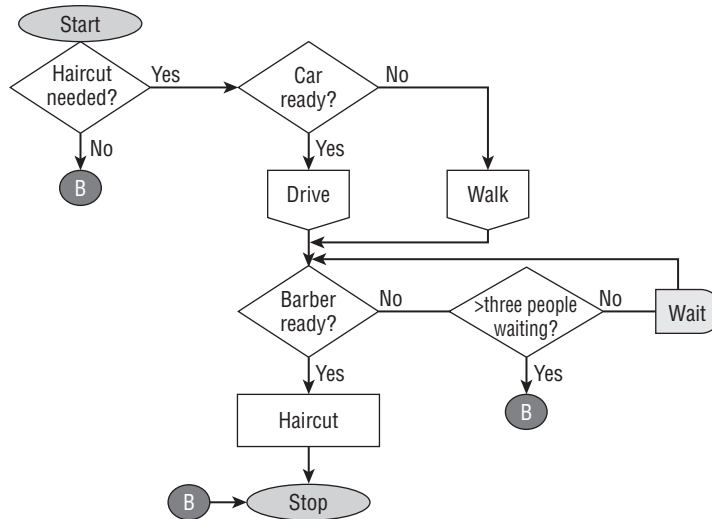 Start
Haircut
needed?
Yes
Car
ready?
No
No
Yes
B
Drive
Walk
Barber
ready?
No
>three people
waiting?
No
Wait
Yes
Yes
B
Haircut
B
Stop